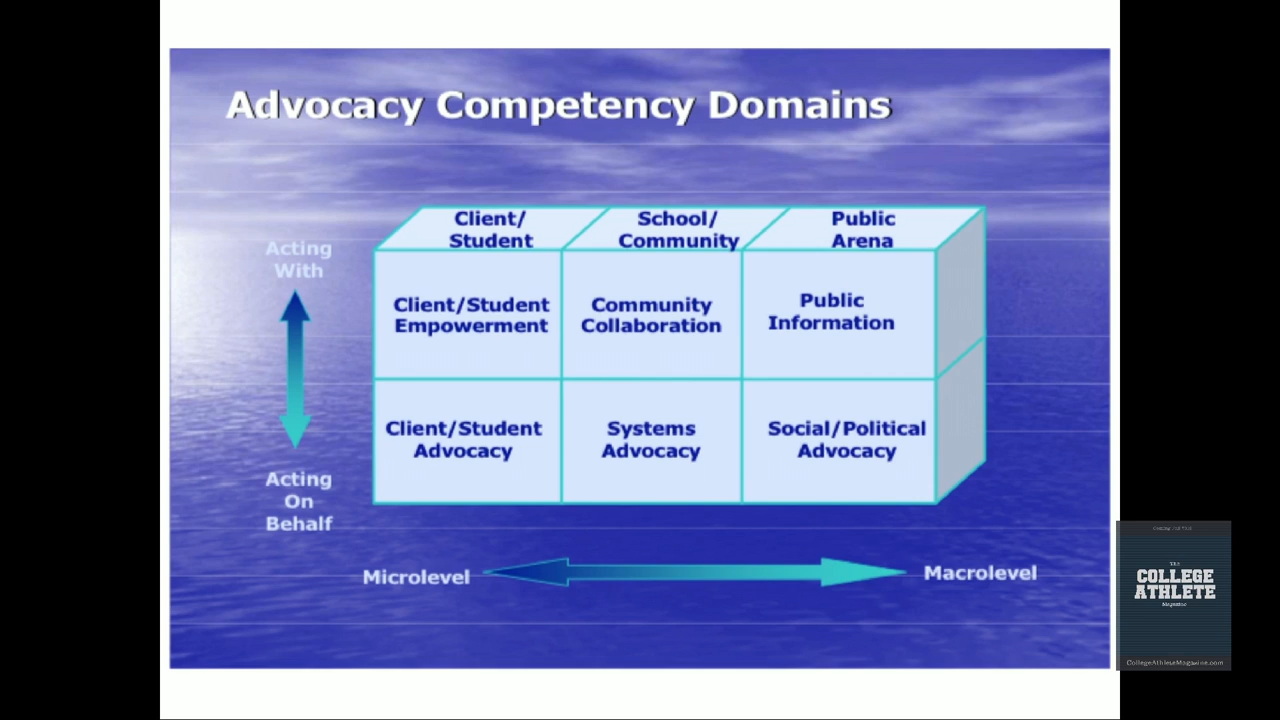 Advocacy Competency Domains
Client/
Student
School/
Community
Public
Arena
Acting
With
Client/Student
Empowerment
Community
Collaboration
Public
Information
Client/Student
Advocacy
Systems
Advocacy
Social/Political
Advocacy
Acting
On
Behalf
Microlevel
Macrolevel
THE
COLLEGE
ATHLETE
Magazine
CollegeAthleteMagazine.com